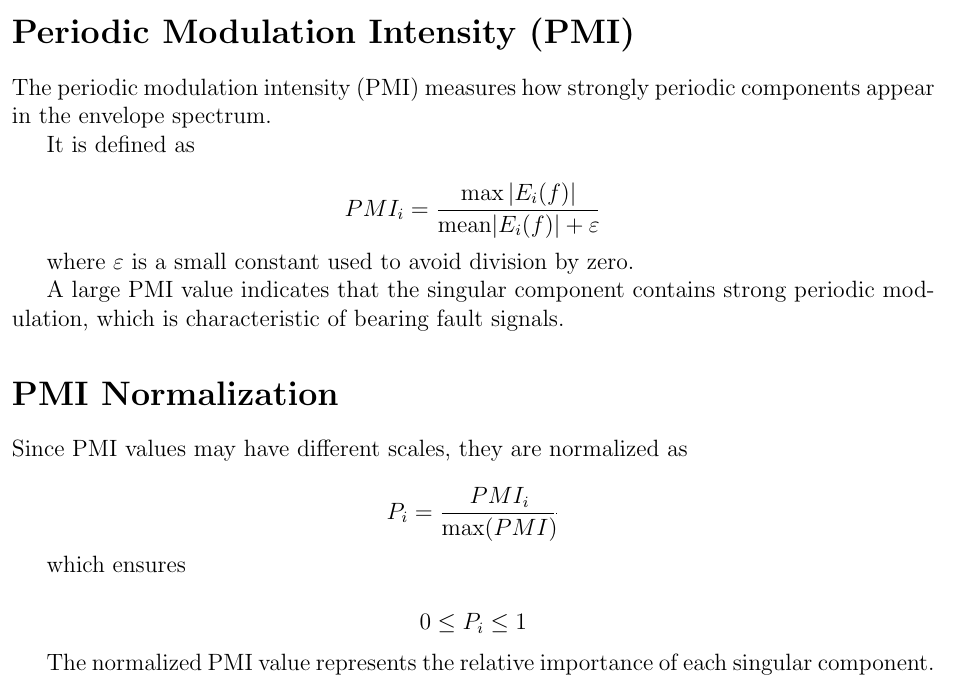 Periodic Modulation Intensity (PMI)
The periodic modulation intensity (PMI) measures how strongly periodic components appear
in the envelope spectrum.
It is defined as
$PMI_i = \frac{\max |E_i(f)|}{\text{mean}|E_i(f)| + \varepsilon}$
where ε is a small constant used to avoid division by zero.
A large PMI value indicates that the singular component contains strong periodic mod-
ulation, which is characteristic of bearing fault signals.
PMI Normalization
Since PMI values may have different scales, they are normalized as
$P_i = \frac{PMI_i}{\max(PMI)}$
which ensures
$0 \leq P_i \leq 1$
The normalized PMI value represents the relative importance of each singular component.